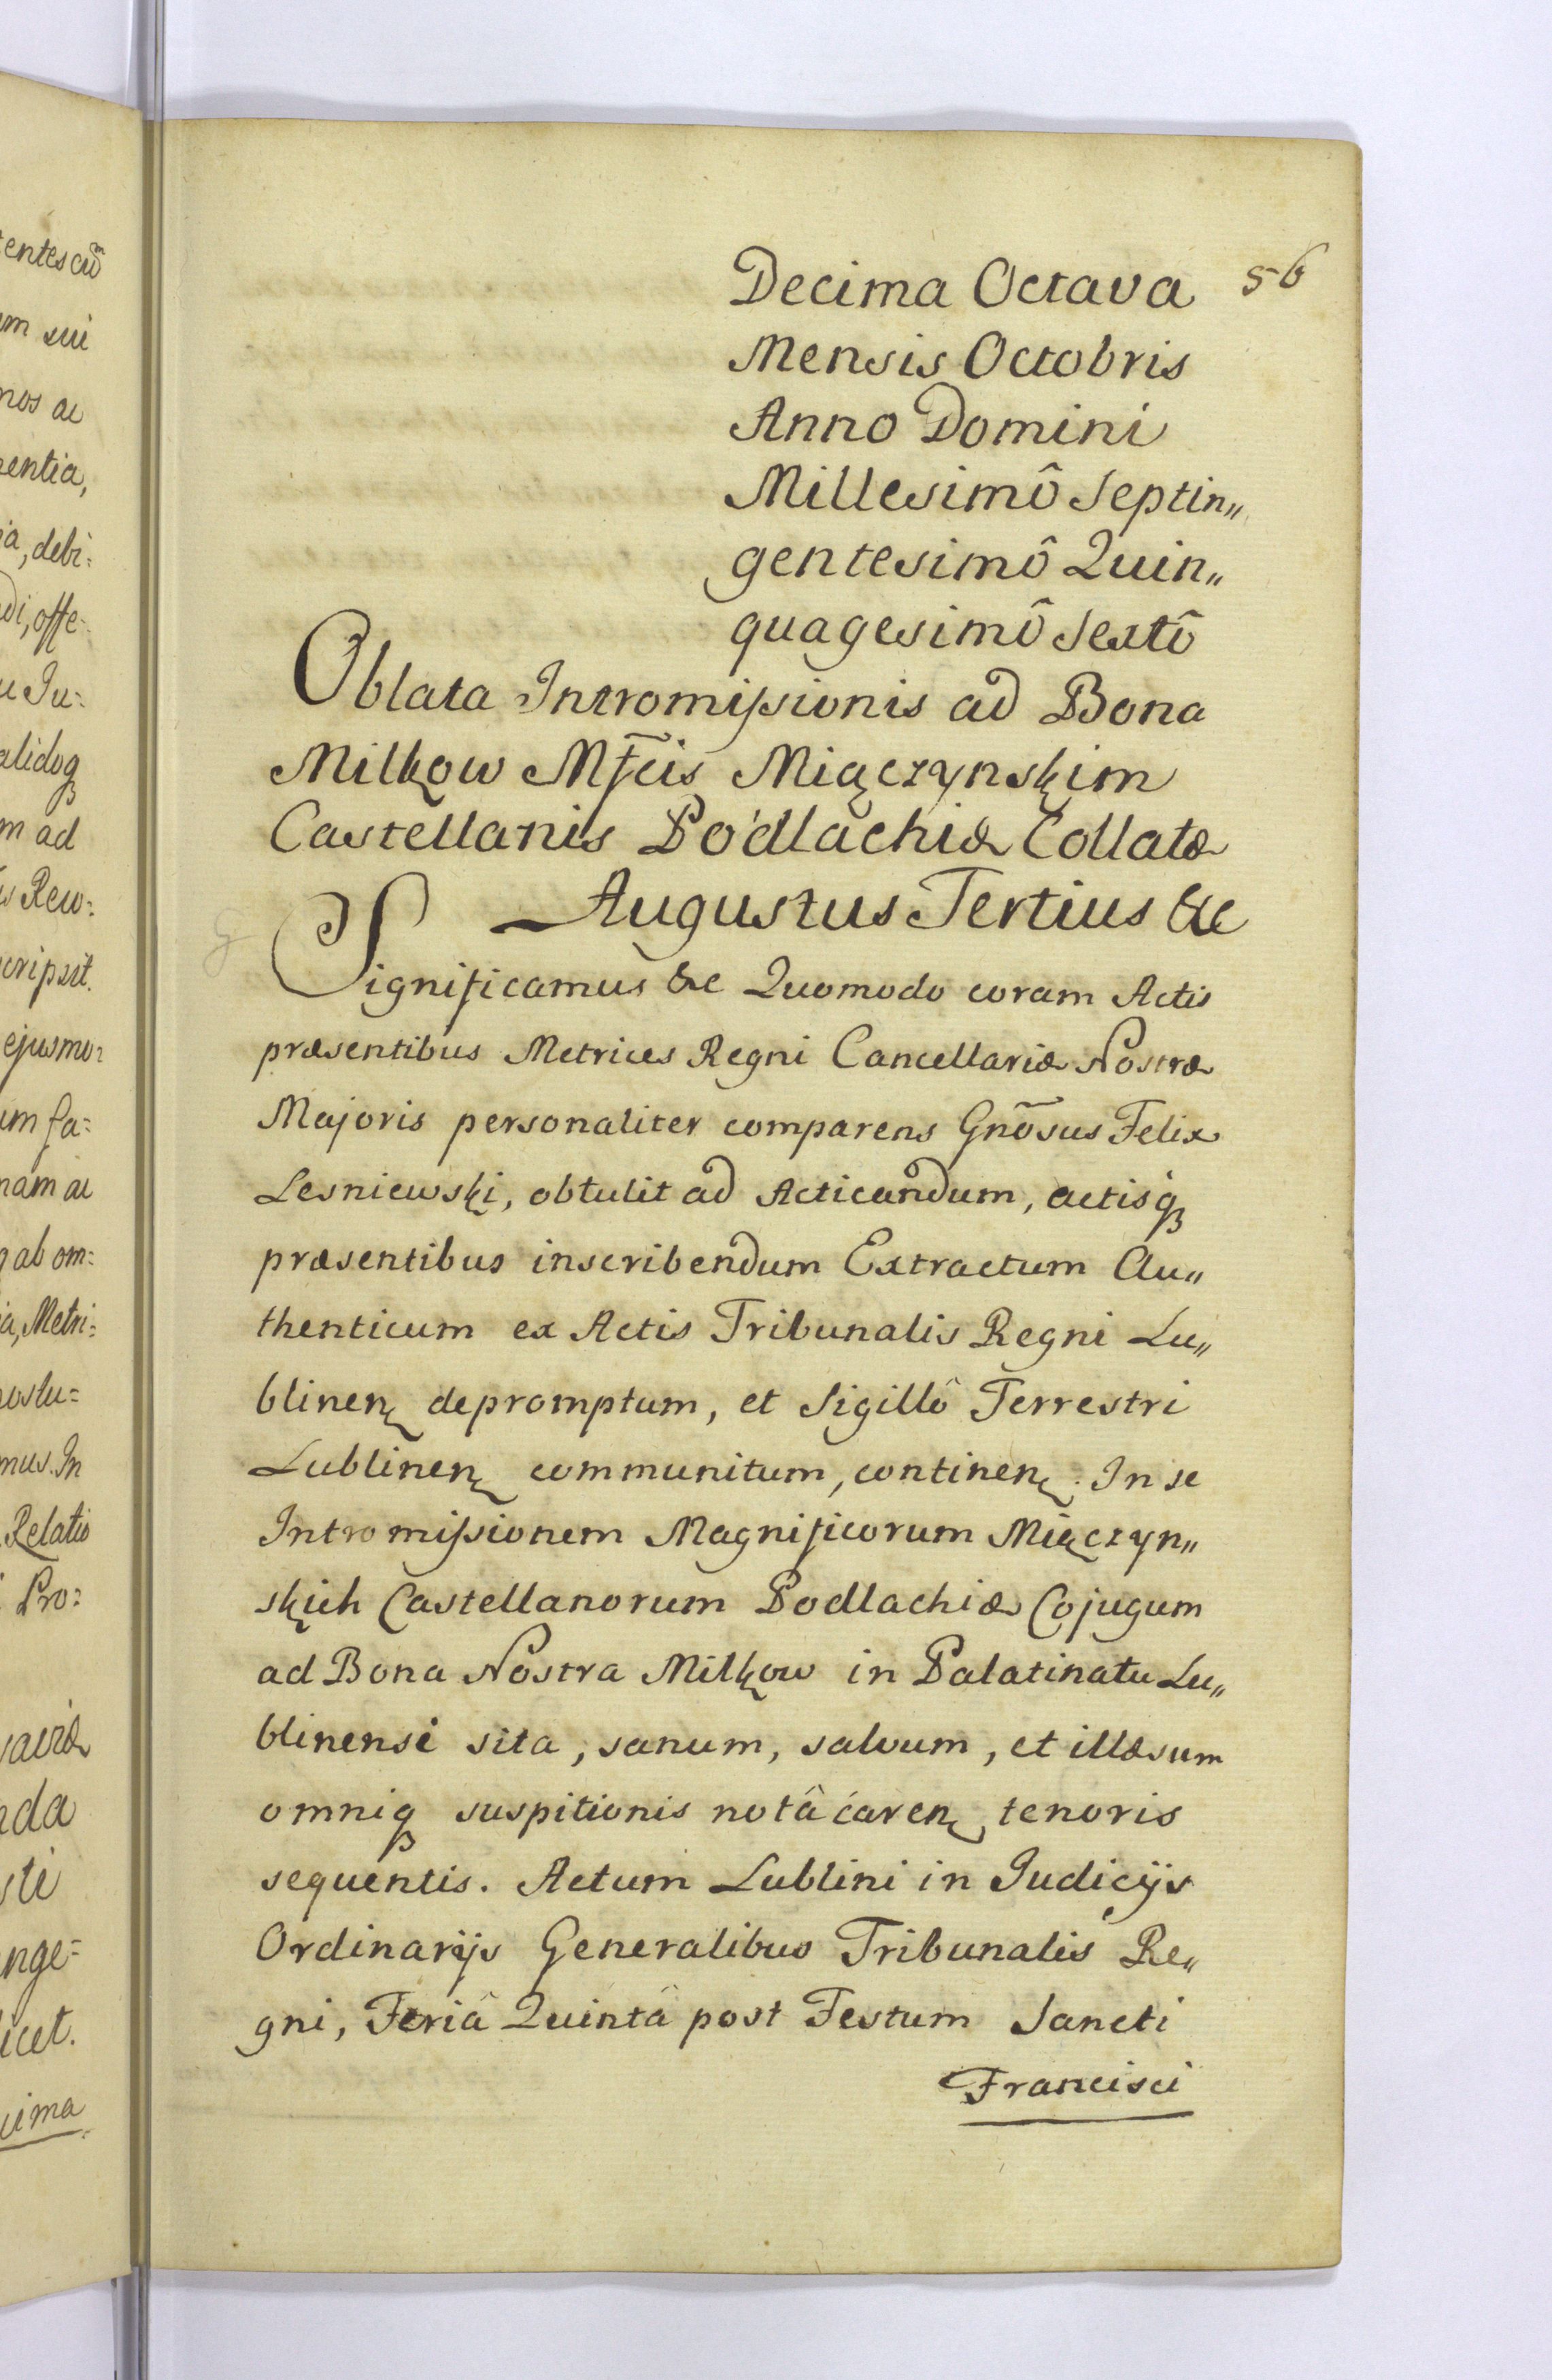 56
Decima Octava
Mensis Octobris
Anno Domini
Millesimô Septin„
gentesimô Quin„
quagesimô Sextô
Oblata Intromissionis ad Bona
Milkow Mf̃cis Miączynskim
Castellanis Podlachiæ Collatæ
Augustus Tertius &c
Significamus &c Quomodo coram Actis
præsentibus Metrices Regni Cancellariæ Nostræ
Majoris personaliter comparens Gnõsus Felix
Lesniewski, obtulit ad Acticandum, actisq́
præsentibus inscribendum Extractum Au„
thenticum ex Actis Tribunalis Regni Lu„
blinen depromptum, et Sigillô Terrestri
Lublinen communitum, continen. In se
Intromissionem Magnificorum Miączyn„
skich Castellanorum Podlachiæ Cojugum
ad Bona Nostra Milkow in Palatinatu Lu„
blinensi sita, sanum, salvum, et illæsum
omniq suspitionis notâ caren, tenoris
sequentis. Actum Lublini in Judicijs
Ordinarijs Generalibus Tribunalis Re„
gni, Feriâ Quintâ post Festum Sancti
Francisci